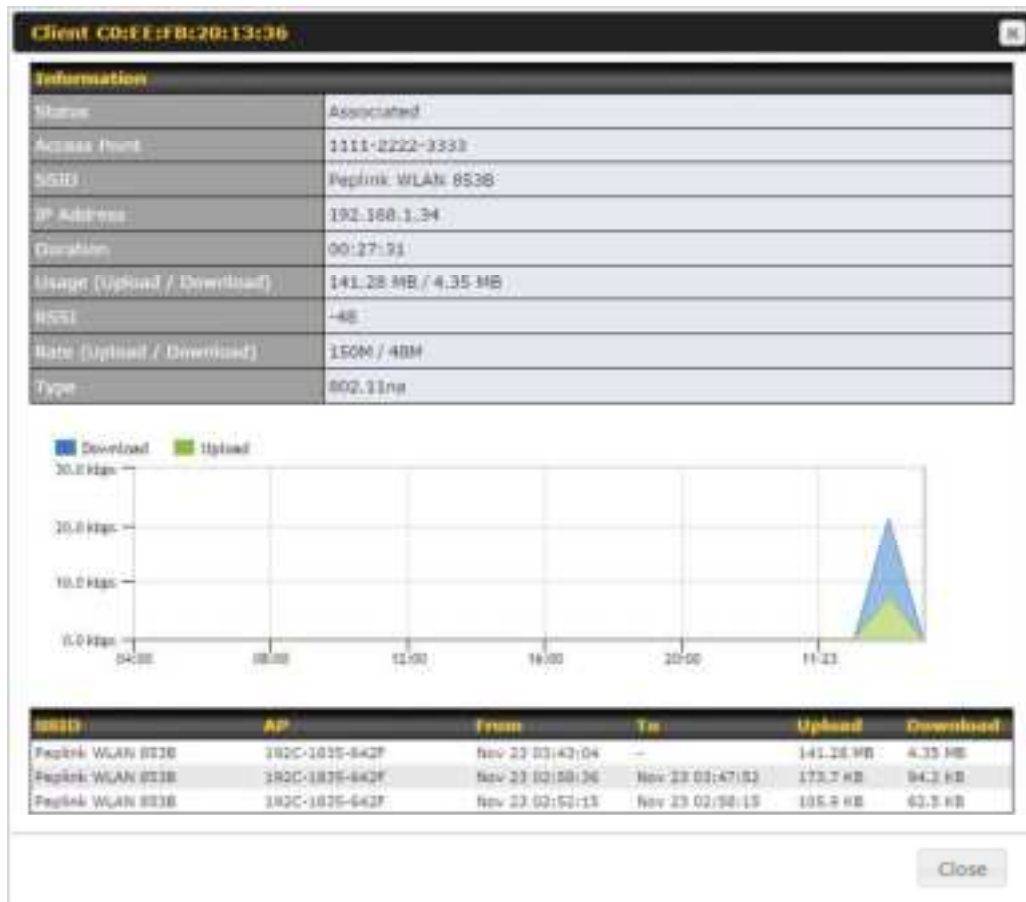 Client C0:EE:FB:20:13:36
Information
Status Associated
Access Point 1111-2222-3333
SSID Peplink WLAN 853B
IP Address 192.168.1.34
Duration 00:27:31
Usage (Upload / Download) 141.28 MB / 4.35 MB
RSSI -48
Rate (Upload / Download) 150M / 48M
Type 802.11na
Download Upload
30.0 kbps
20.0 kbps
10.0 kbps
0.0 kbps
04:00 08:00 12:00 16:00 20:00 11-23
SSID AP From To Upload Download
Peplink WLAN 853B 192C-1835-642F Nov 23 03:43:04 - 141.28 MB 4.35 MB
Peplink WLAN 853B 192C-1835-642F Nov 23 02:58:36 Nov 23 03:47:52 173.7 KB 94.2 KB
Peplink WLAN 853B 192C-1835-642F Nov 23 02:52:15 Nov 23 02:58:15 105.9 KB 62.5 KB
Close